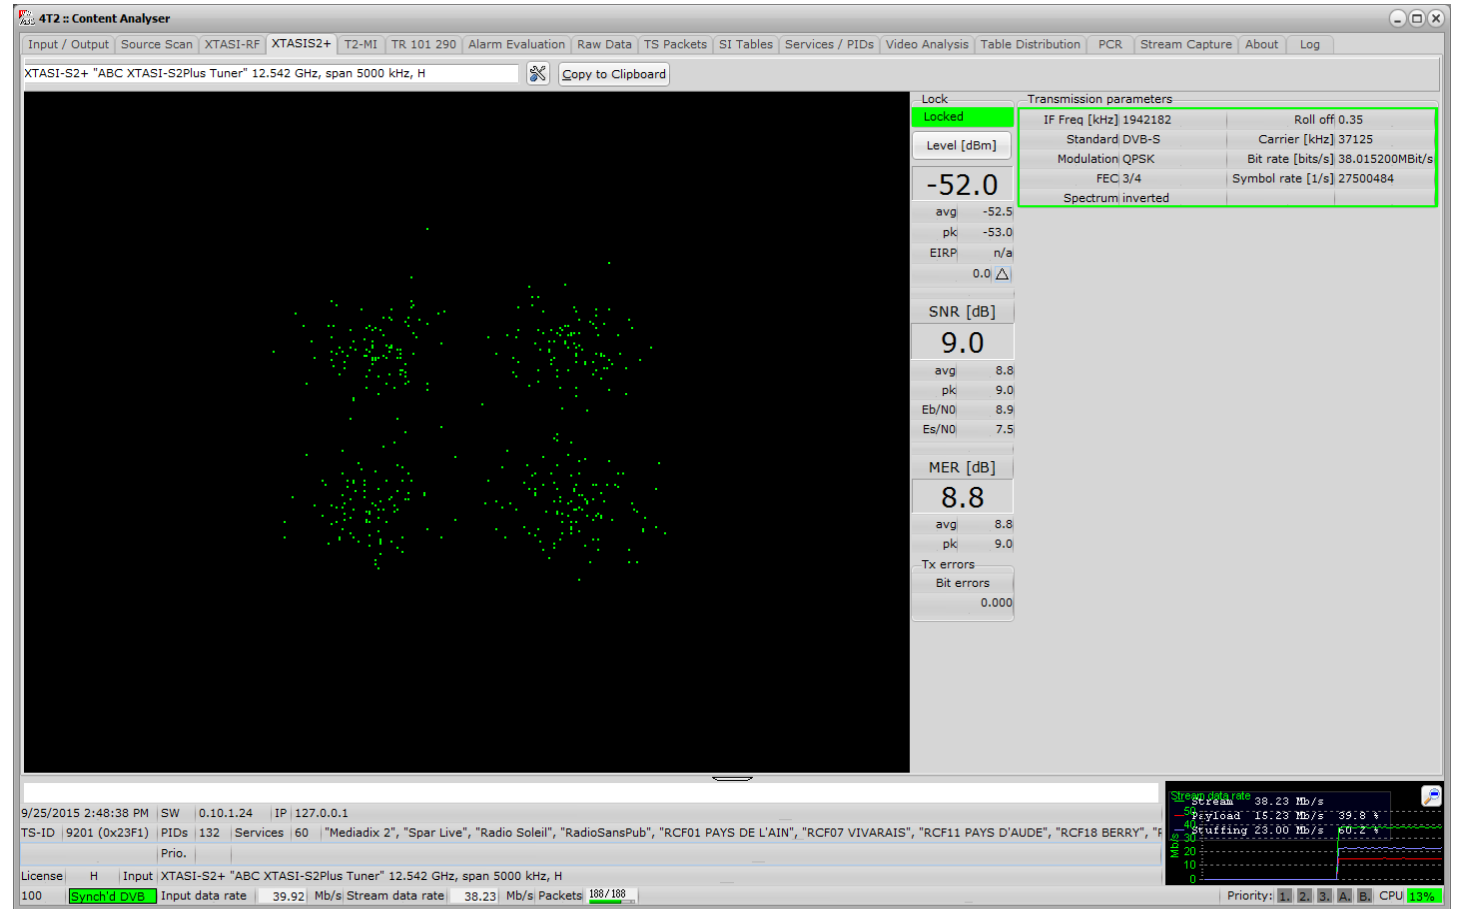 4T2 :: Content Analyser
Input / Output Source Scan XTASI-RF XTASIS2+ T2-MI TR 101 290 Alarm Evaluation Raw Data TS Packets SI Tables Services / PIDs Video Analysis Table Distribution PCR Stream Capture About Log
XTASI-S2+ "ABC XTASI-S2Plus Tuner" 12.542 GHz, span 5000 kHz, H Copy to Clipboard
Lock Transmission parameters
Locked IF Freq [kHz] 1942182 Roll off 0.35
Level [dBm] Standard DVB-S Carrier [kHz] 37125
Modulation QPSK Bit rate [bits/s] 38.015200MBit/s
-52.0 FEC 3/4 Symbol rate [1/s] 27500484
Spectrum inverted
avg -52.5
pk -53.0
EIRP n/a
0.0
SNR [dB]
9.0
avg 8.8
pk 9.0
Eb/N0 8.9
Es/N0 7.5
MER [dB]
8.8
avg 8.8
pk 9.0
Tx errors
Bit errors
0.000
9/25/2015 2:48:38 PM SW 0.10.1.24 IP 127.0.0.1
TS-ID 9201 (0x23F1) PIDs 132 Services 60 "Mediadix 2", "Spar Live", "Radio Soleil", "RadioSansPub", "RCF01 PAYS DE L'AIN", "RCF07 VIVARAIS", "RCF11 PAYS D'AUDE", "RCF18 BERRY",
Prio.
License H Input XTASI-S2+ "ABC XTASI-S2Plus Tuner" 12.542 GHz, span 5000 kHz, H
100 Synch'd DVB Input data rate 39.92 Mb/s Stream data rate 38.23 Mb/s Packets 188/188
Stream data rate
Stream 38.23 Mb/s
Payload 15.23 Mb/s 39.8 %
Stuffing 23.00 Mb/s 60.2 %
Mb/s
50
40
30
20
10
0
Priority: 1. 2. 3. A. B. CPU 13%